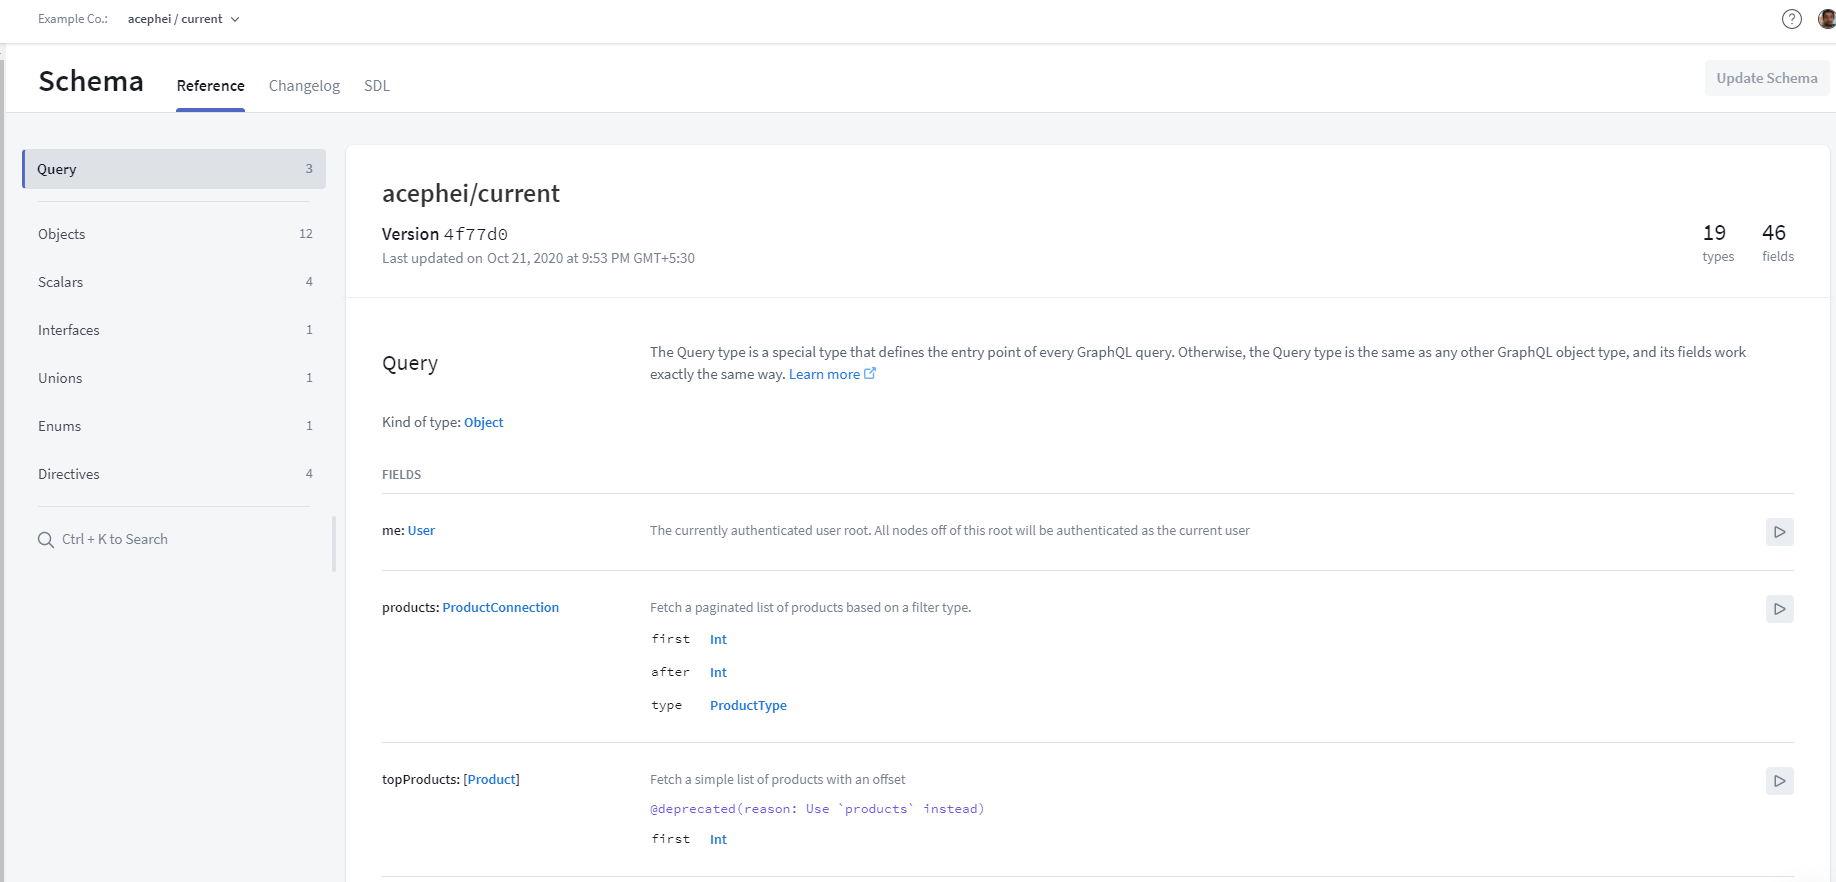 Example Co.: acephei / current
?
Schema Reference Changelog SDL Update Schema
Query 3
Objects 12
Scalars 4
Interfaces 1
Unions 1
Enums 1
Directives 4
Ctrl + K to Search
acephei/current
Version 4f77d0
Last updated on Oct 21, 2020 at 9:53 PM GMT+5:30
19 46
types fields
Query
The Query type is a special type that defines the entry point of every GraphQL query. Otherwise, the Query type is the same as any other GraphQL object type, and its fields work
exactly the same way. Learn more
Kind of type: Object
FIELDS
me: User The currently authenticated user root. All nodes off of this root will be authenticated as the current user
products: ProductConnection Fetch a paginated list of products based on a filter type.
first Int
after Int
type ProductType
topProducts: [Product] Fetch a simple list of products with an offset
@deprecated(reason: Use `products` instead)
first Int